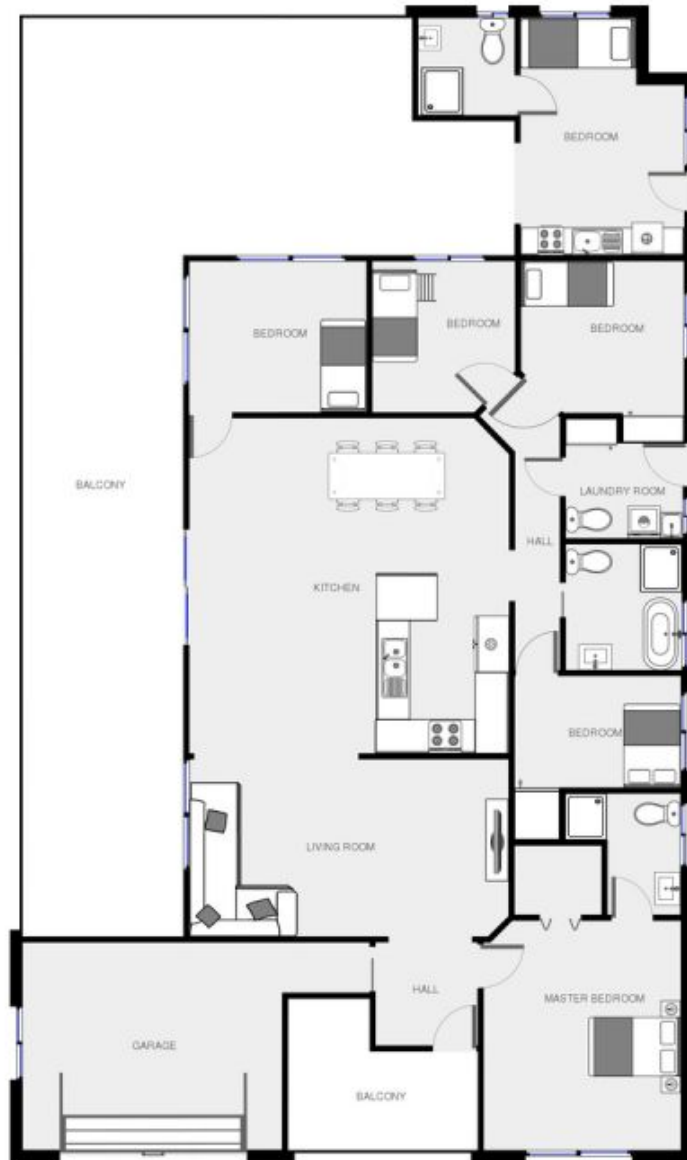 BEDROOM
BEDROOM
BEDROOM
BEDROOM
BALCONY
LAUNDRY ROOM
HALL
KITCHEN
BEDROOM
LIVING ROOM
HALL
MASTER BEDROOM
GARAGE
BALCONY